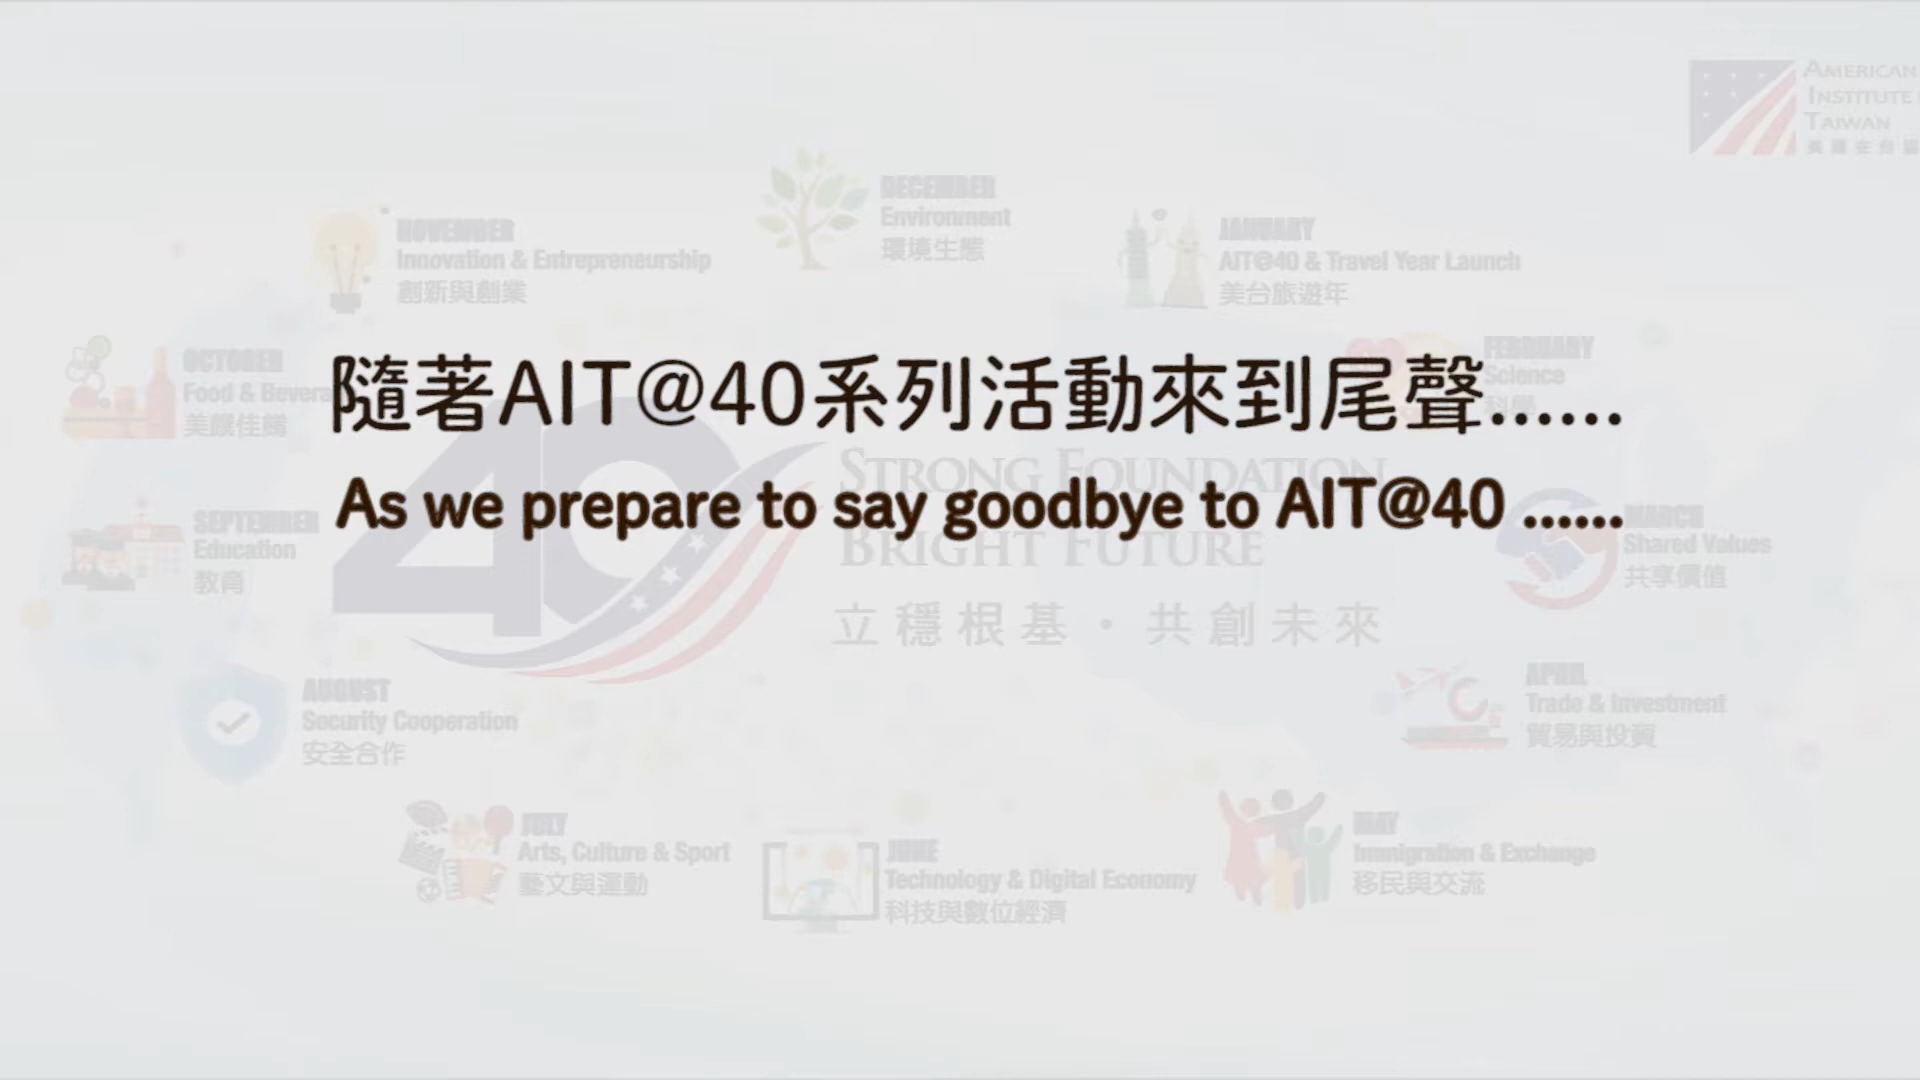 AMERICAN
INSTITUTE
TAIWAN
DECEMBER
Environment
環境生態
NOVEMBER
Innovation & Entrepreneurship
創新與創業
JANUARY
AIT@40 & Travel Year Launch
美台旅遊年
OCTOBER
Food & Bevera
美饌佳餚
FEBRUARY
Science
科學
隨著AIT@40系列活動來到尾聲......
As we prepare to say goodbye to AIT@40 ......
40
STRONG FOUNDATION
BRIGHT FUTURE
立穩根基・共創未來
SEPTEMBER
Education
教育
MARCH
Shared Values
共享價值
AUGUST
Security Cooperation
安全合作
APRIL
Trade & Investment
貿易與投資
JULY
Arts, Culture & Sport
藝文與運動
JUNE
Technology & Digital Economy
科技與數位經濟
MAY
Immigration & Exchange
移民與交流